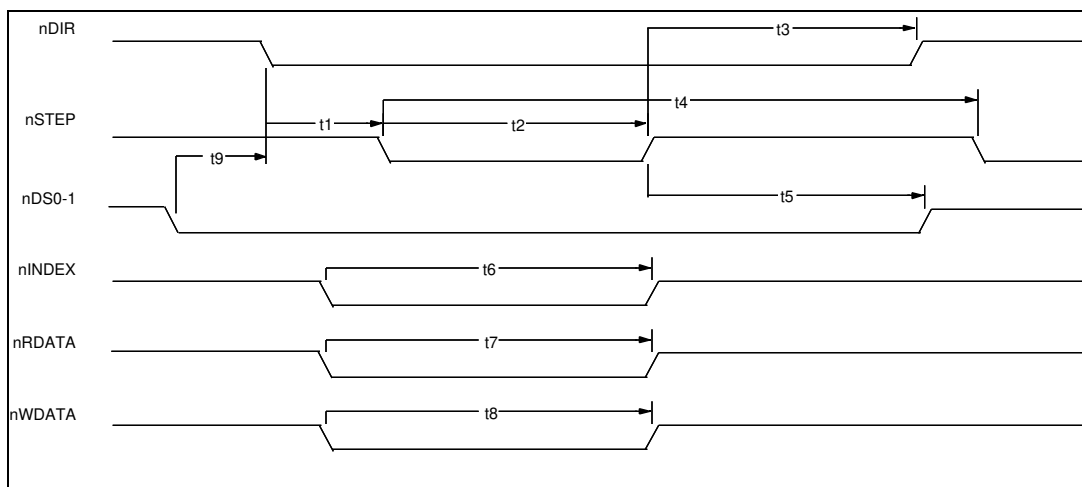 nDIR
t3
t4
nSTEP
t1
t2
t9
nDS0-1
t5
nINDEX
t6
nRDATA
t7
nWDATA
t8